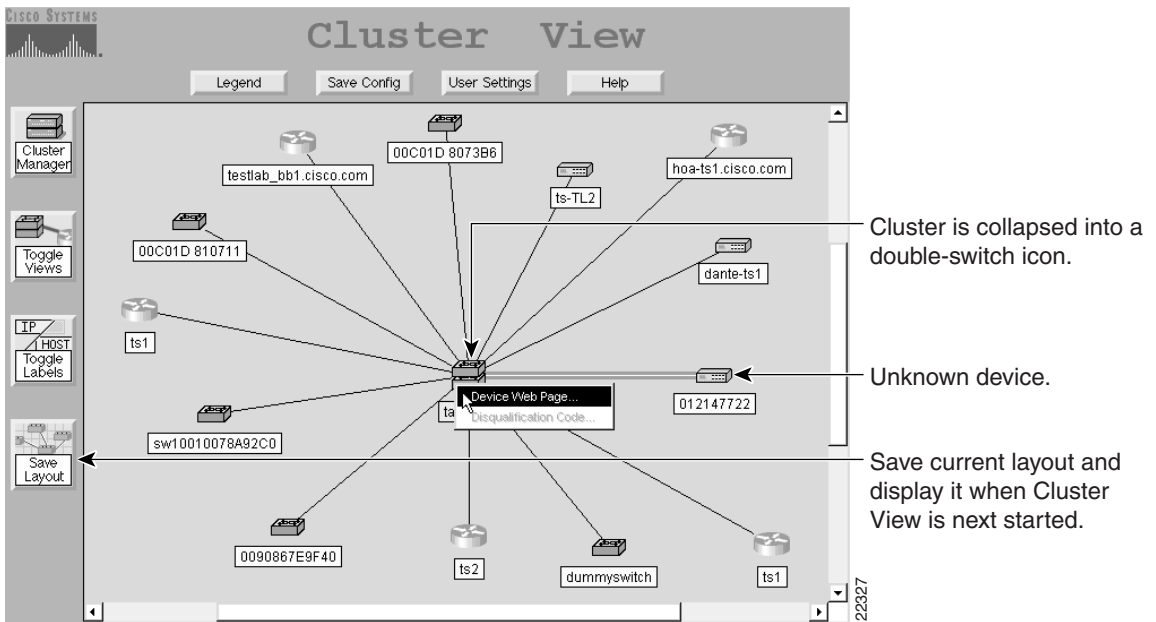 CISCO SYSTEMS
Cluster View
Legend
Save Config
User Settings
Help
Cluster
Manager
Toggle
Views
IP
HOST
Toggle
Labels
Save
Layout
testlab_bb1.cisco.com
00C01D 8073B6
hoa-ts1.cisco.com
ts-TL2
00C01D 810711
dante-ts1
ts1
012147722
ta
Device Web Page...
Disqualification Code...
sw10010078A92C0
0090867E9F40
ts2
dummyswitch
ts1
Cluster is collapsed into a
double-switch icon.
Unknown device.
Save current layout and
display it when Cluster
View is next started.
22327